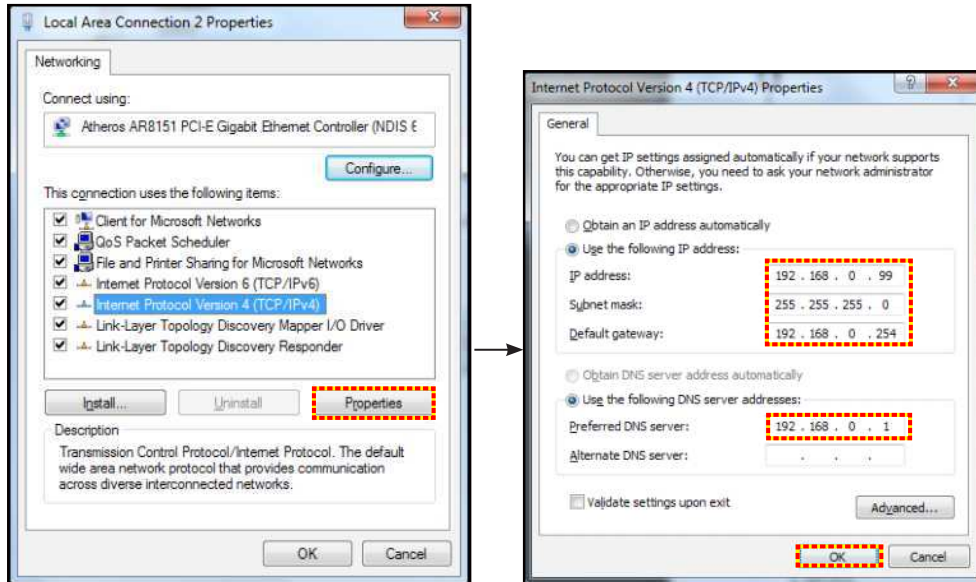 Local Area Connection 2 Properties
Networking
Connect using:
Atheros AR8151 PCI-E Gigabit Ethernet Controller (NDIS 6
Configure...
This connection uses the following items:
Client for Microsoft Networks
QoS Packet Scheduler
File and Printer Sharing for Microsoft Networks
Internet Protocol Version 6 (TCP/IPv6)
Internet Protocol Version 4 (TCP/IPv4)
Link-Layer Topology Discovery Mapper I/O Driver
Link-Layer Topology Discovery Responder
Install...
Uninstall
Properties
Description
Transmission Control Protocol/Internet Protocol. The default
wide area network protocol that provides communication
across diverse interconnected networks.
OK
Cancel
Internet Protocol Version 4 (TCP/IPv4) Properties
General
You can get IP settings assigned automatically if your network supports
this capability. Otherwise, you need to ask your network administrator
for the appropriate IP settings.
Obtain an IP address automatically
Use the following IP address:
IP address: 192 . 168 . 0 . 99
Subnet mask: 255 . 255 . 255 . 0
Default gateway: 192 . 168 . 0 . 254
Obtain DNS server address automatically
Use the following DNS server addresses:
Preferred DNS server: 192 . 168 . 0 . 1
Alternate DNS server: . . .
Validate settings upon exit
Advanced...
OK
Cancel